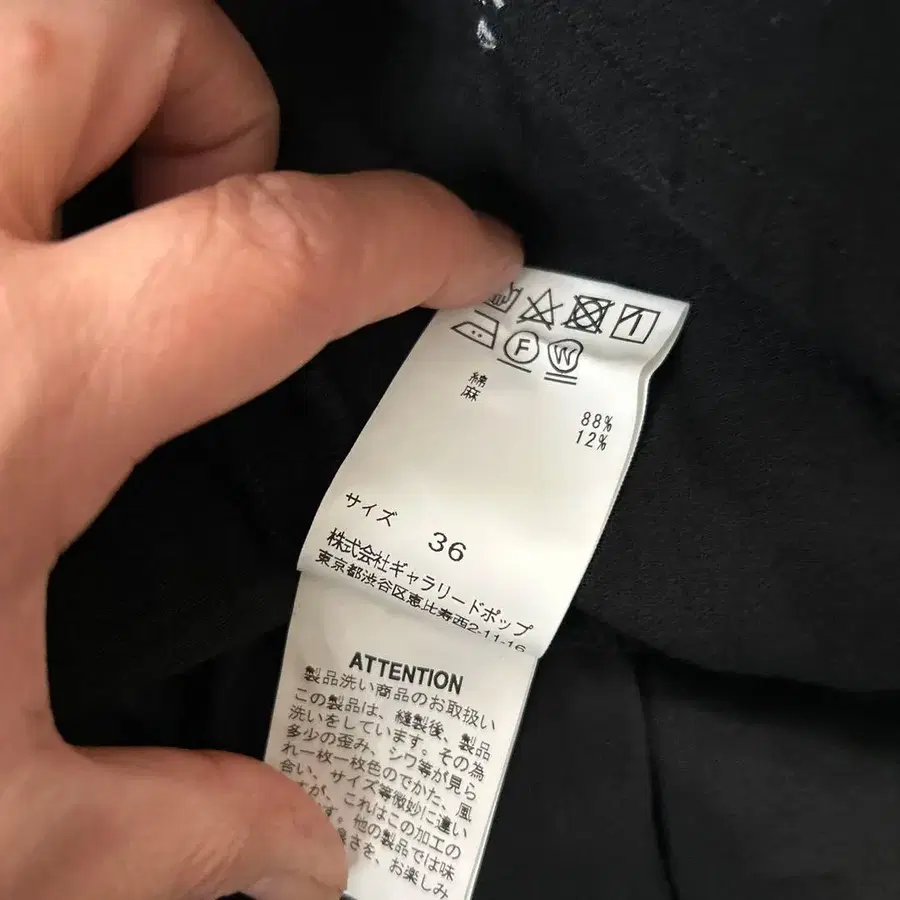 F W
綿 88%
麻 12%
サイズ 36
株式会社ギャラリードポップ
東京都渋谷区恵比寿西2-11-16
ATTENTION
製品洗い商品のお取扱い
この製品は、縫製後、製品
洗いをしています。その為
多少の歪み、シワ等が見ら
れ一枚一枚色のでかた、風
合い、サイズ等微妙に違い
すが、これはこの加工の
す。他の製品では味
良さを、お楽しみ